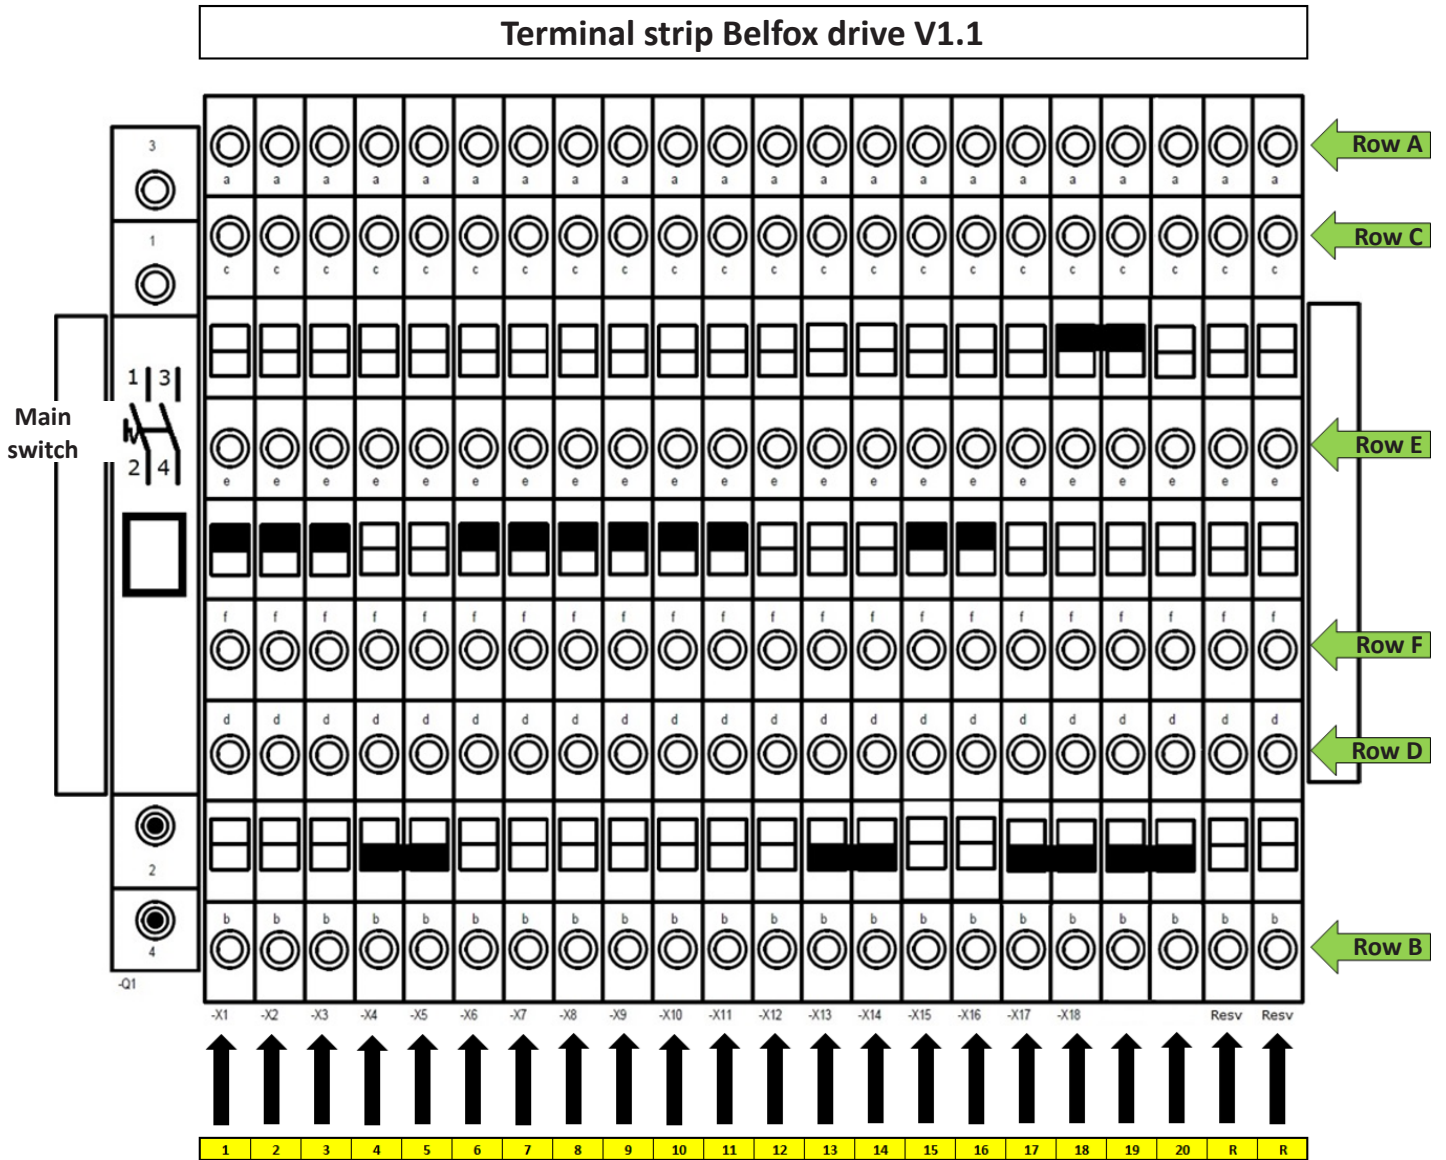 Terminal strip Belfox drive V1.1
3
a a a a a a a a a a a a a a a a a a a a a a
Row A
1
c c c c c c c c c c c c c c c c c c c c c c
Row C
1 3
Main
switch
2 4
e e e e e e e e e e e e e e e e e e e e e e
Row E
f f f f f f f f f f f f f f f f f f f f f f
Row F
d d d d d d d d d d d d d d d d d d d d d d
Row D
2
b b b b b b b b b b b b b b b b b b b b b b
Row B
4
-Q1
-X1 -X2 -X3 -X4 -X5 -X6 -X7 -X8 -X9 -X10 -X11 -X12 -X13 -X14 -X15 -X16 -X17 -X18 Resv Resv
1 2 3 4 5 6 7 8 9 10 11 12 13 14 15 16 17 18 19 20 R R